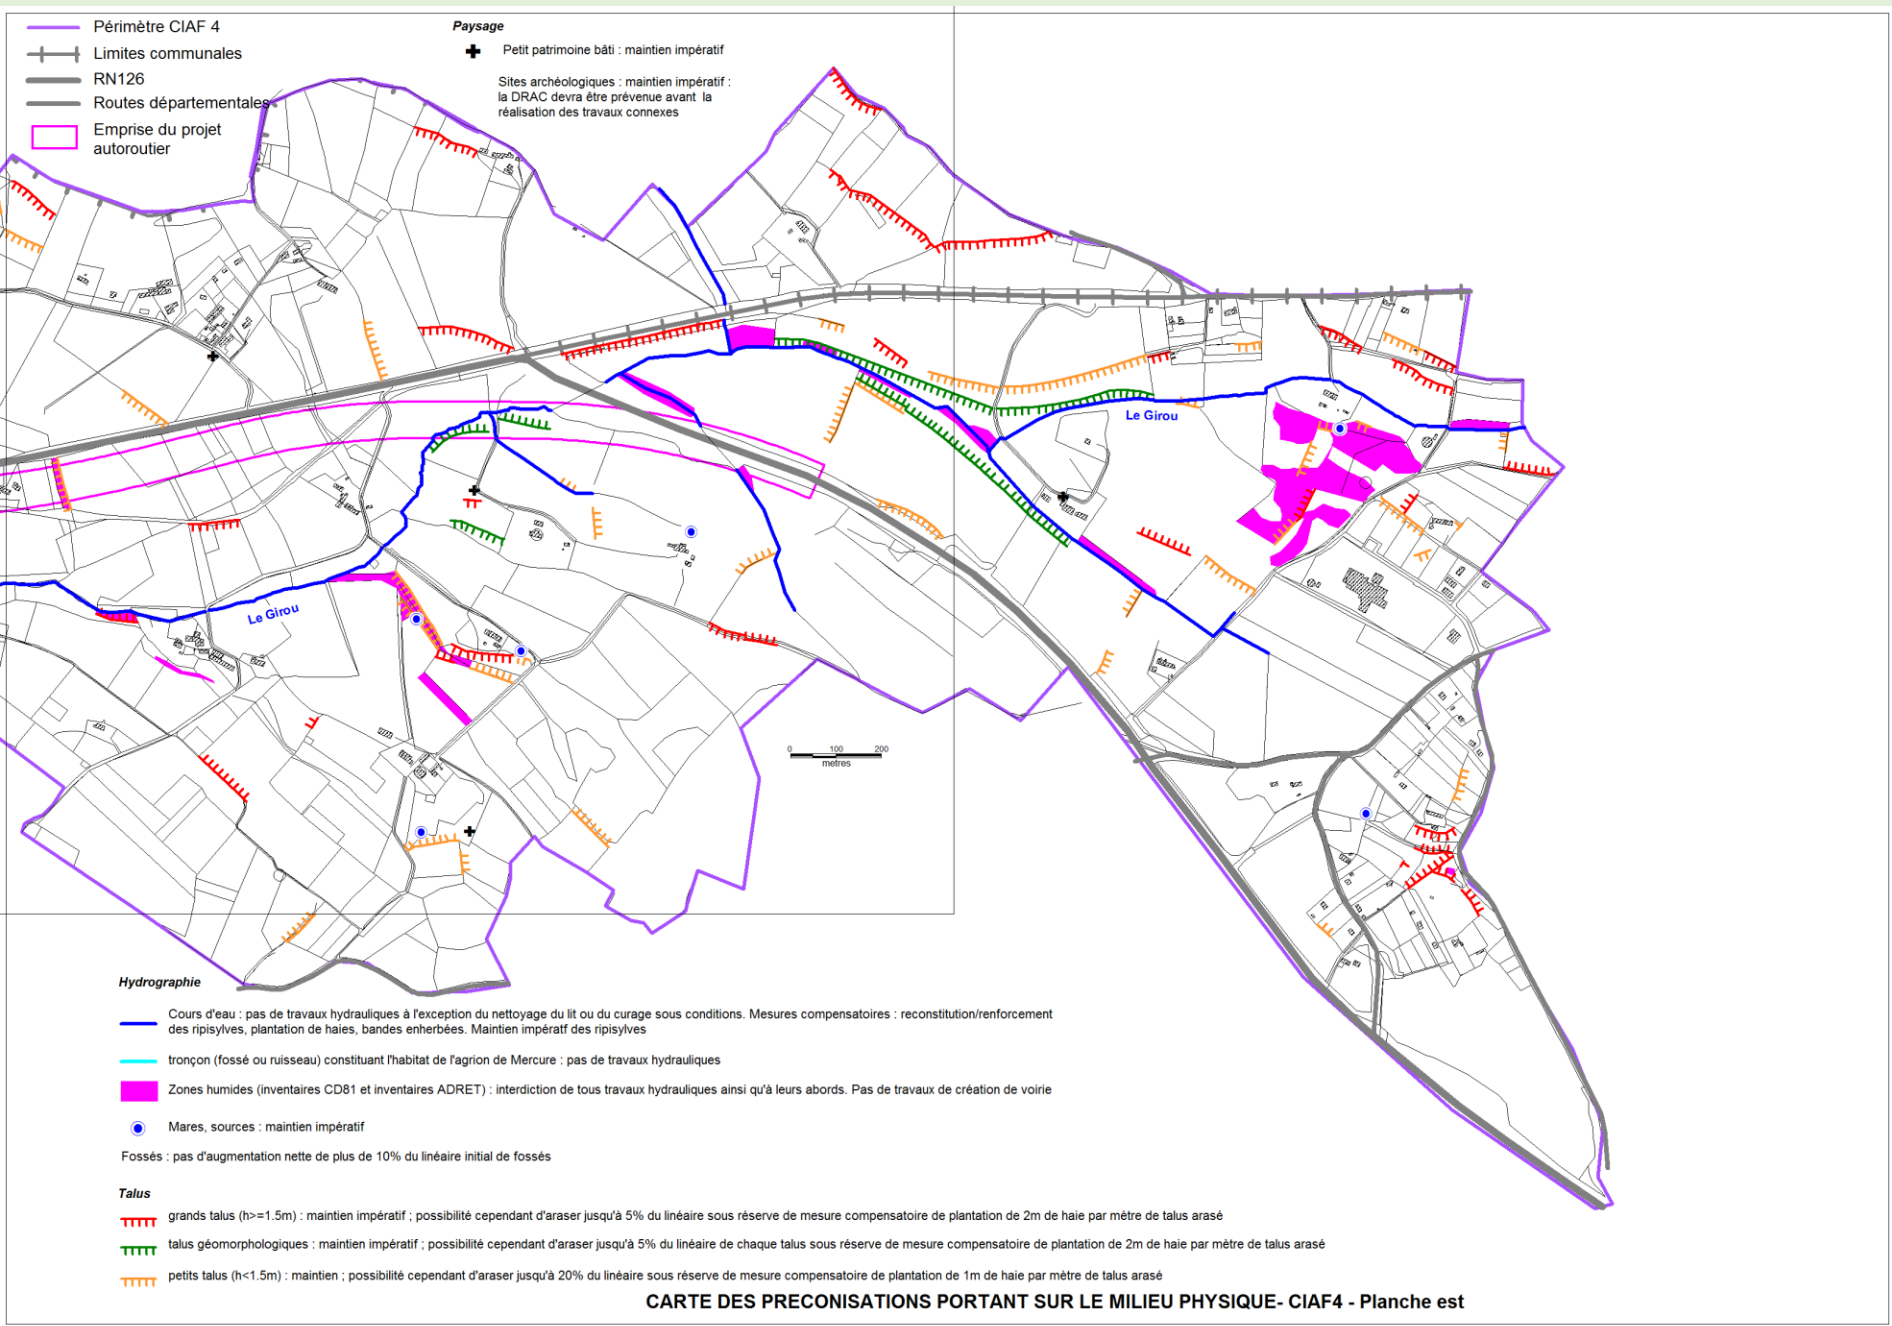 Périmètre CIAF 4
Limites communales
RN126
Routes départementales
Emprise du projet
autoroutier
Paysage
Petit patrimoine bâti : maintien impératif
Sites archéologiques : maintien impératif :
la DRAC devra être prévenue avant la
réalisation des travaux connexes
Le Girou
Le Girou
0 100 200
metres
Hydrographie
Cours d'eau : pas de travaux hydrauliques à l'exception du nettoyage du lit ou du curage sous conditions. Mesures compensatoires : reconstitution/renforcement
des ripisylves, plantation de haies, bandes enherbées. Maintien impératif des ripisylves
tronçon (fossé ou ruisseau) constituant l'habitat de l'agrion de Mercure : pas de travaux hydrauliques
Zones humides (inventaires CD81 et inventaires ADRET) : interdiction de tous travaux hydrauliques ainsi qu'à leurs abords. Pas de travaux de création de voirie
Mares, sources : maintien impératif
Fossés : pas d'augmentation nette de plus de 10% du linéaire initial de fossés
Talus
grands talus (h>=1.5m) : maintien impératif ; possibilité cependant d'araser jusqu'à 5% du linéaire sous réserve de mesure compensatoire de plantation de 2m de haie par mètre de talus arasé
talus géomorphologiques : maintien impératif ; possibilité cependant d'araser jusqu'à 5% du linéaire de chaque talus sous réserve de mesure compensatoire de plantation de 2m de haie par mètre de talus arasé
petits talus (h<1.5m) : maintien ; possibilité cependant d'araser jusqu'à 20% du linéaire sous réserve de mesure compensatoire de plantation de 1m de haie par mètre de talus arasé
CARTE DES PRECONISATIONS PORTANT SUR LE MILIEU PHYSIQUE- CIAF4 - Planche est